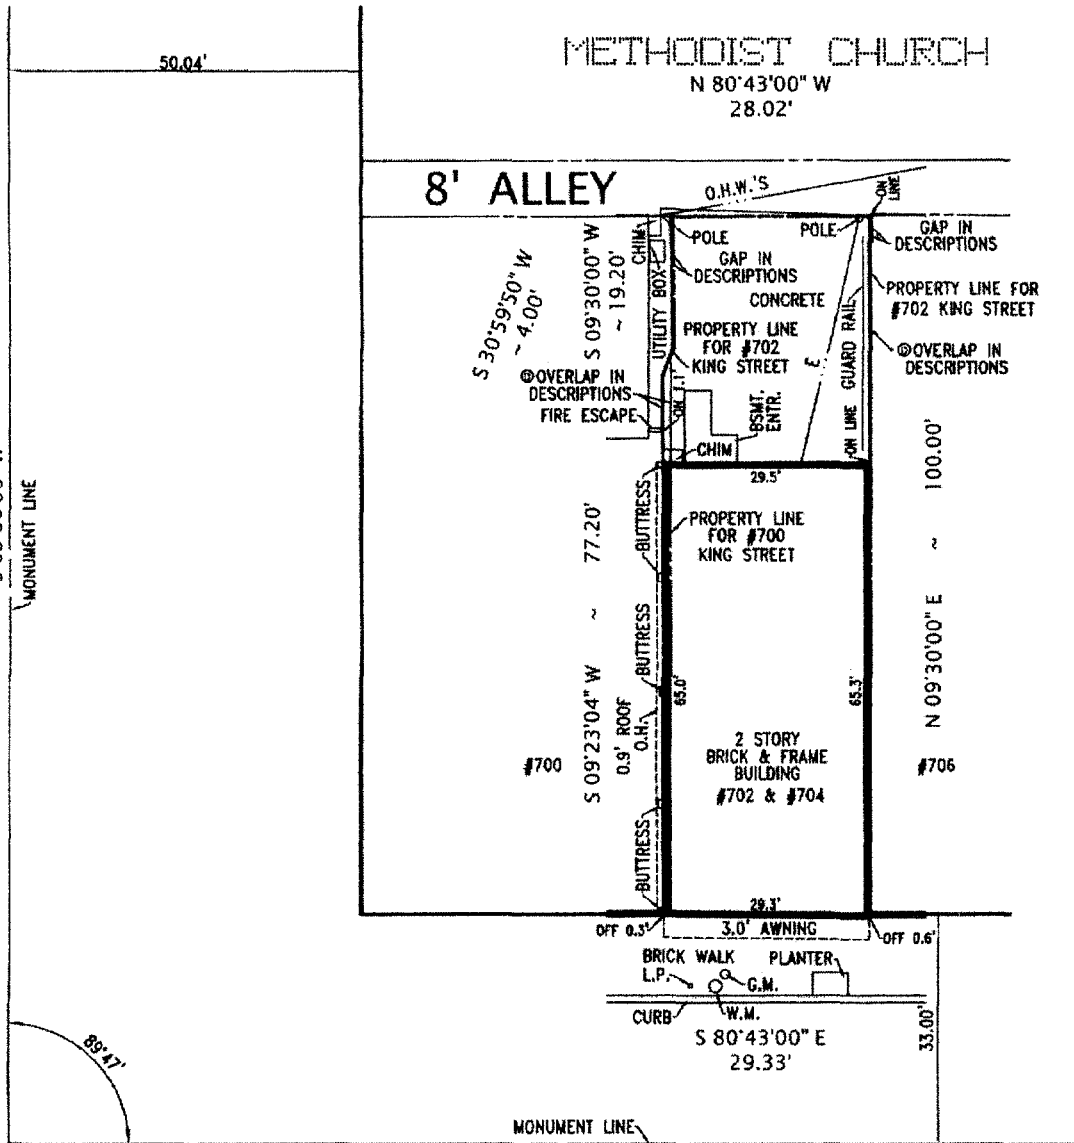 50.04'
METHODIST CHURCH
N 80°43'00" W
28.02'
8' ALLEY
O.H.W.'S
ON
LINE
CHIM
POLE
POLE
GAP IN
DESCRIPTIONS
GAP IN
DESCRIPTIONS
CONCRETE
S 30°59'50" W
~ 4.00'
S 09°30'00" W
~ 19.20'
UTILITY BOX
PROPERTY LINE FOR
#702 KING STREET
PROPERTY LINE
FOR #702
KING STREET
GUARD RAIL
E
OVERLAP IN
DESCRIPTIONS
OVERLAP IN
DESCRIPTIONS
FIRE ESCAPE
ON
1.1'
BSMT.
ENTR.
CHIM
ON LINE
29.5'
MONUMENT LINE
BUTTRESS
PROPERTY LINE
FOR #700
KING STREET
S 09°23'04" W ~ 77.20'
N 09°30'00" E ~ 100.00'
BUTTRESS
0.9' ROOF
O.H.
65.0'
65.3'
#700
2 STORY
BRICK & FRAME
BUILDING
#702 & #704
#706
BUTTRESS
29.3'
OFF 0.3'
3.0' AWNING
OFF 0.6'
BRICK WALK
PLANTER
L.P.
G.M.
W.M.
CURB
S 80°43'00" E
29.33'
33.00'
89°47'
MONUMENT LINE